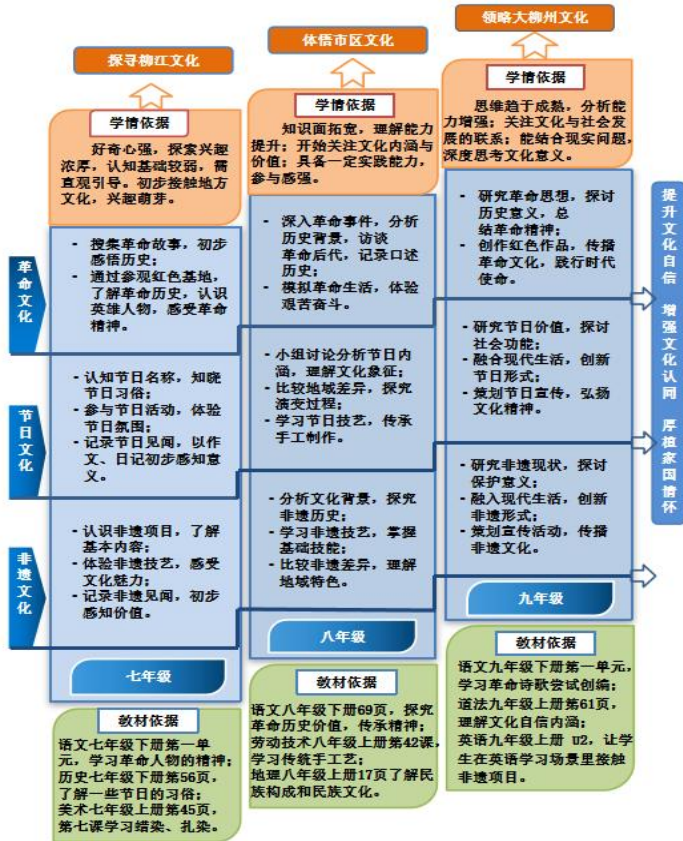 探寻柳江文化
体悟市区文化
领略大柳州文化
学情依据
好奇心强，探索兴趣
浓厚，认知基础较弱，需
直观引导。初步接触地方
文化，兴趣萌芽。
学情依据
知识面拓宽，理解能力
提升；开始关注文化内涵与
价值；具备一定实践能力，
参与感强。
学情依据
思维趋于成熟，分析能
力增强；关注文化与社会发
展的联系；能结合现实问题，
深度思考文化意义。
革命文化
- 搜集革命故事，初步
感悟历史；
- 通过参观红色基地，
了解革命历史，认识
英雄人物，感受革命
精神。
- 深入革命事件，分析
历史背景，访谈
革命后代，记录口述
历史；
- 模拟革命生活，体验
艰苦奋斗。
- 研究革命思想，探讨
历史意义，总
结革命精神；
- 创作红色作品，传播
革命文化，践行时代
使命。
节日文化
- 认知节日名称，知晓
节日习俗；
- 参与节日活动，体验
节日氛围；
- 记录节日见闻，以作
文、日记初步感知意
义。
- 小组讨论分析节日内
涵，理解文化象征；
- 比较地域差异，探究
演变过程；
- 学习节日技艺，传承
手工制作。
- 研究节日价值，探讨
社会功能；
- 融合现代生活，创新
节日形式；
- 策划节日宣传，弘扬
文化精神。
非遗文化
- 认识非遗项目，了解
基本内容；
- 体验非遗技艺，感受
文化魅力；
- 记录非遗见闻，初步
感知价值。
- 分析文化背景，探究
非遗历史；
- 学习非遗技艺，掌握
基础技能；
- 比较非遗差异，理解
地域特色。
- 研究非遗现状，探讨
保护意义；
- 融入现代生活，创新
非遗形式；
- 策划宣传活动，传播
非遗文化。
提升文化自信 增强文化认同 厚植家国情怀
七年级
八年级
九年级
教材依据
语文七年级下册第一单
元，学习革命人物的精神；
历史七年级下册第56页，
了解一些节日的习俗；
美术七年级上册第45页，
第七课学习蜡染、扎染。
教材依据
语文八年级下册69页，探究
革命历史价值，传承精神；
劳动技术八年级上册第42课，
学习传统手工艺；
地理八年级上册17页了解民
族构成和民族文化。
教材依据
语文九年级下册第一单元，
学习革命诗歌尝试创编；
道法九年级上册第61页，
理解文化自信内涵；
英语九年级上册 U2，让学
生在英语学习场景里接触
非遗项目。